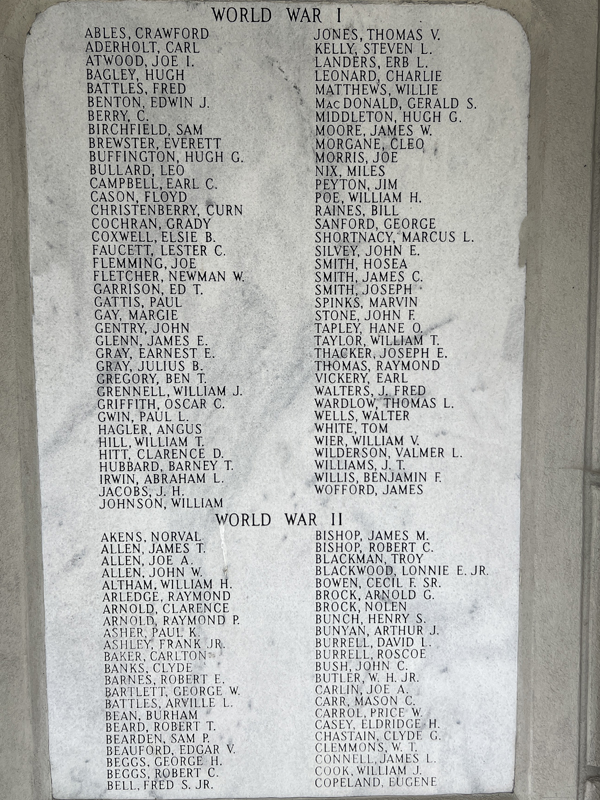 WORLD WAR I
ABLES, CRAWFORD
ADERHOLT, CARL
ATWOOD, JOE I.
BAGLEY, HUGH
BATTLES, FRED
BENTON, EDWIN J.
BERRY, C.
BIRCHFIELD, SAM
BREWSTER, EVERETT
BUFFINGTON, HUGH G.
BULLARD, LEO
CAMPBELL, EARL C.
CASON, FLOYD
CHRISTENBERRY, CURN
COCHRAN, GRADY
COXWELL, ELSIE B.
FAUCETT, LESTER C.
FLEMMING, JOE
FLETCHER, NEWMAN W.
GARRISON, ED T.
GATTIS, PAUL
GAY, MARGIE
GENTRY, JOHN
GLENN, JAMES E.
GRAY, EARNEST E.
GRAY, JULIUS B.
GREGORY, BEN T.
GRENNELL, WILLIAM J.
GRIFFITH, OSCAR C.
GWIN, PAUL L.
HAGLER, ANGUS
HILL, WILLIAM T.
HITT, CLARENCE D.
HUBBARD, BARNEY T.
IRWIN, ABRAHAM L.
JACOBS, J. H.
JOHNSON, WILLIAM
JONES, THOMAS V.
KELLY, STEVEN L.
LANDERS, ERB L.
LEONARD, CHARLIE
MATTHEWS, WILLIE
MacDONALD, GERALD S.
MIDDLETON, HUGH G.
MOORE, JAMES W.
MORGANE, CLEO
MORRIS, JOE
NIX, MILES
PEYTON, JIM
POE, WILLIAM H.
RAINES, BILL
SANFORD, GEORGE
SHORTNACY, MARCUS L.
SILVEY, JOHN E.
SMITH, HOSEA
SMITH, JAMES C.
SMITH, JOSEPH
SPINKS, MARVIN
STONE, JOHN F.
TAPLEY, HANE O.
TAYLOR, WILLIAM T.
THACKER, JOSEPH E.
THOMAS, RAYMOND
VICKERY, EARL
WALTERS, J. FRED
WARDLOW, THOMAS L.
WELLS, WALTER
WHITE, TOM
WIER, WILLIAM V.
WILDERSON, VALMER L.
WILLIAMS, J. T.
WILLIS, BENJAMIN F.
WOFFORD, JAMES
WORLD WAR II
AKENS, NORVAL
ALLEN, JAMES T.
ALLEN, JOE A.
ALLEN, JOHN W.
ALTHAM, WILLIAM H.
ARLEDGE, RAYMOND
ARNOLD, CLARENCE
ARNOLD, RAYMOND P.
ASHER, PAUL K.
ASHLEY, FRANK JR.
BAKER, CARLTON
BANKS, CLYDE
BARNES, ROBERT E.
BARTLETT, GEORGE W.
BATTLES, ARVILLE L.
BEAN, BURHAM
BEARD, ROBERT T.
BEARDEN, SAM P.
BEAUFORD, EDGAR V.
BEGGS, GEORGE H.
BEGGS, ROBERT C.
BELL, FRED S. JR.
BISHOP, JAMES M.
BISHOP, ROBERT C.
BLACKMAN, TROY
BLACKWOOD, LONNIE E. JR.
BOWEN, CECIL F. SR.
BROCK, ARNOLD G.
BROCK, NOLEN
BUNCH, HENRY S.
BUNYAN, ARTHUR J.
BURRELL, DAVID L.
BURRELL, ROSCOE
BUSH, JOHN C.
BUTLER, W. H. JR.
CARLIN, JOE A.
CARR, MASON C.
CARROL, PRICE W.
CASEY, ELDRIDGE H.
CHASTAIN, CLYDE G.
CLEMMONS, W. T.
CONNELL, JAMES L.
COOK, WILLIAM J.
COPELAND, EUGENE